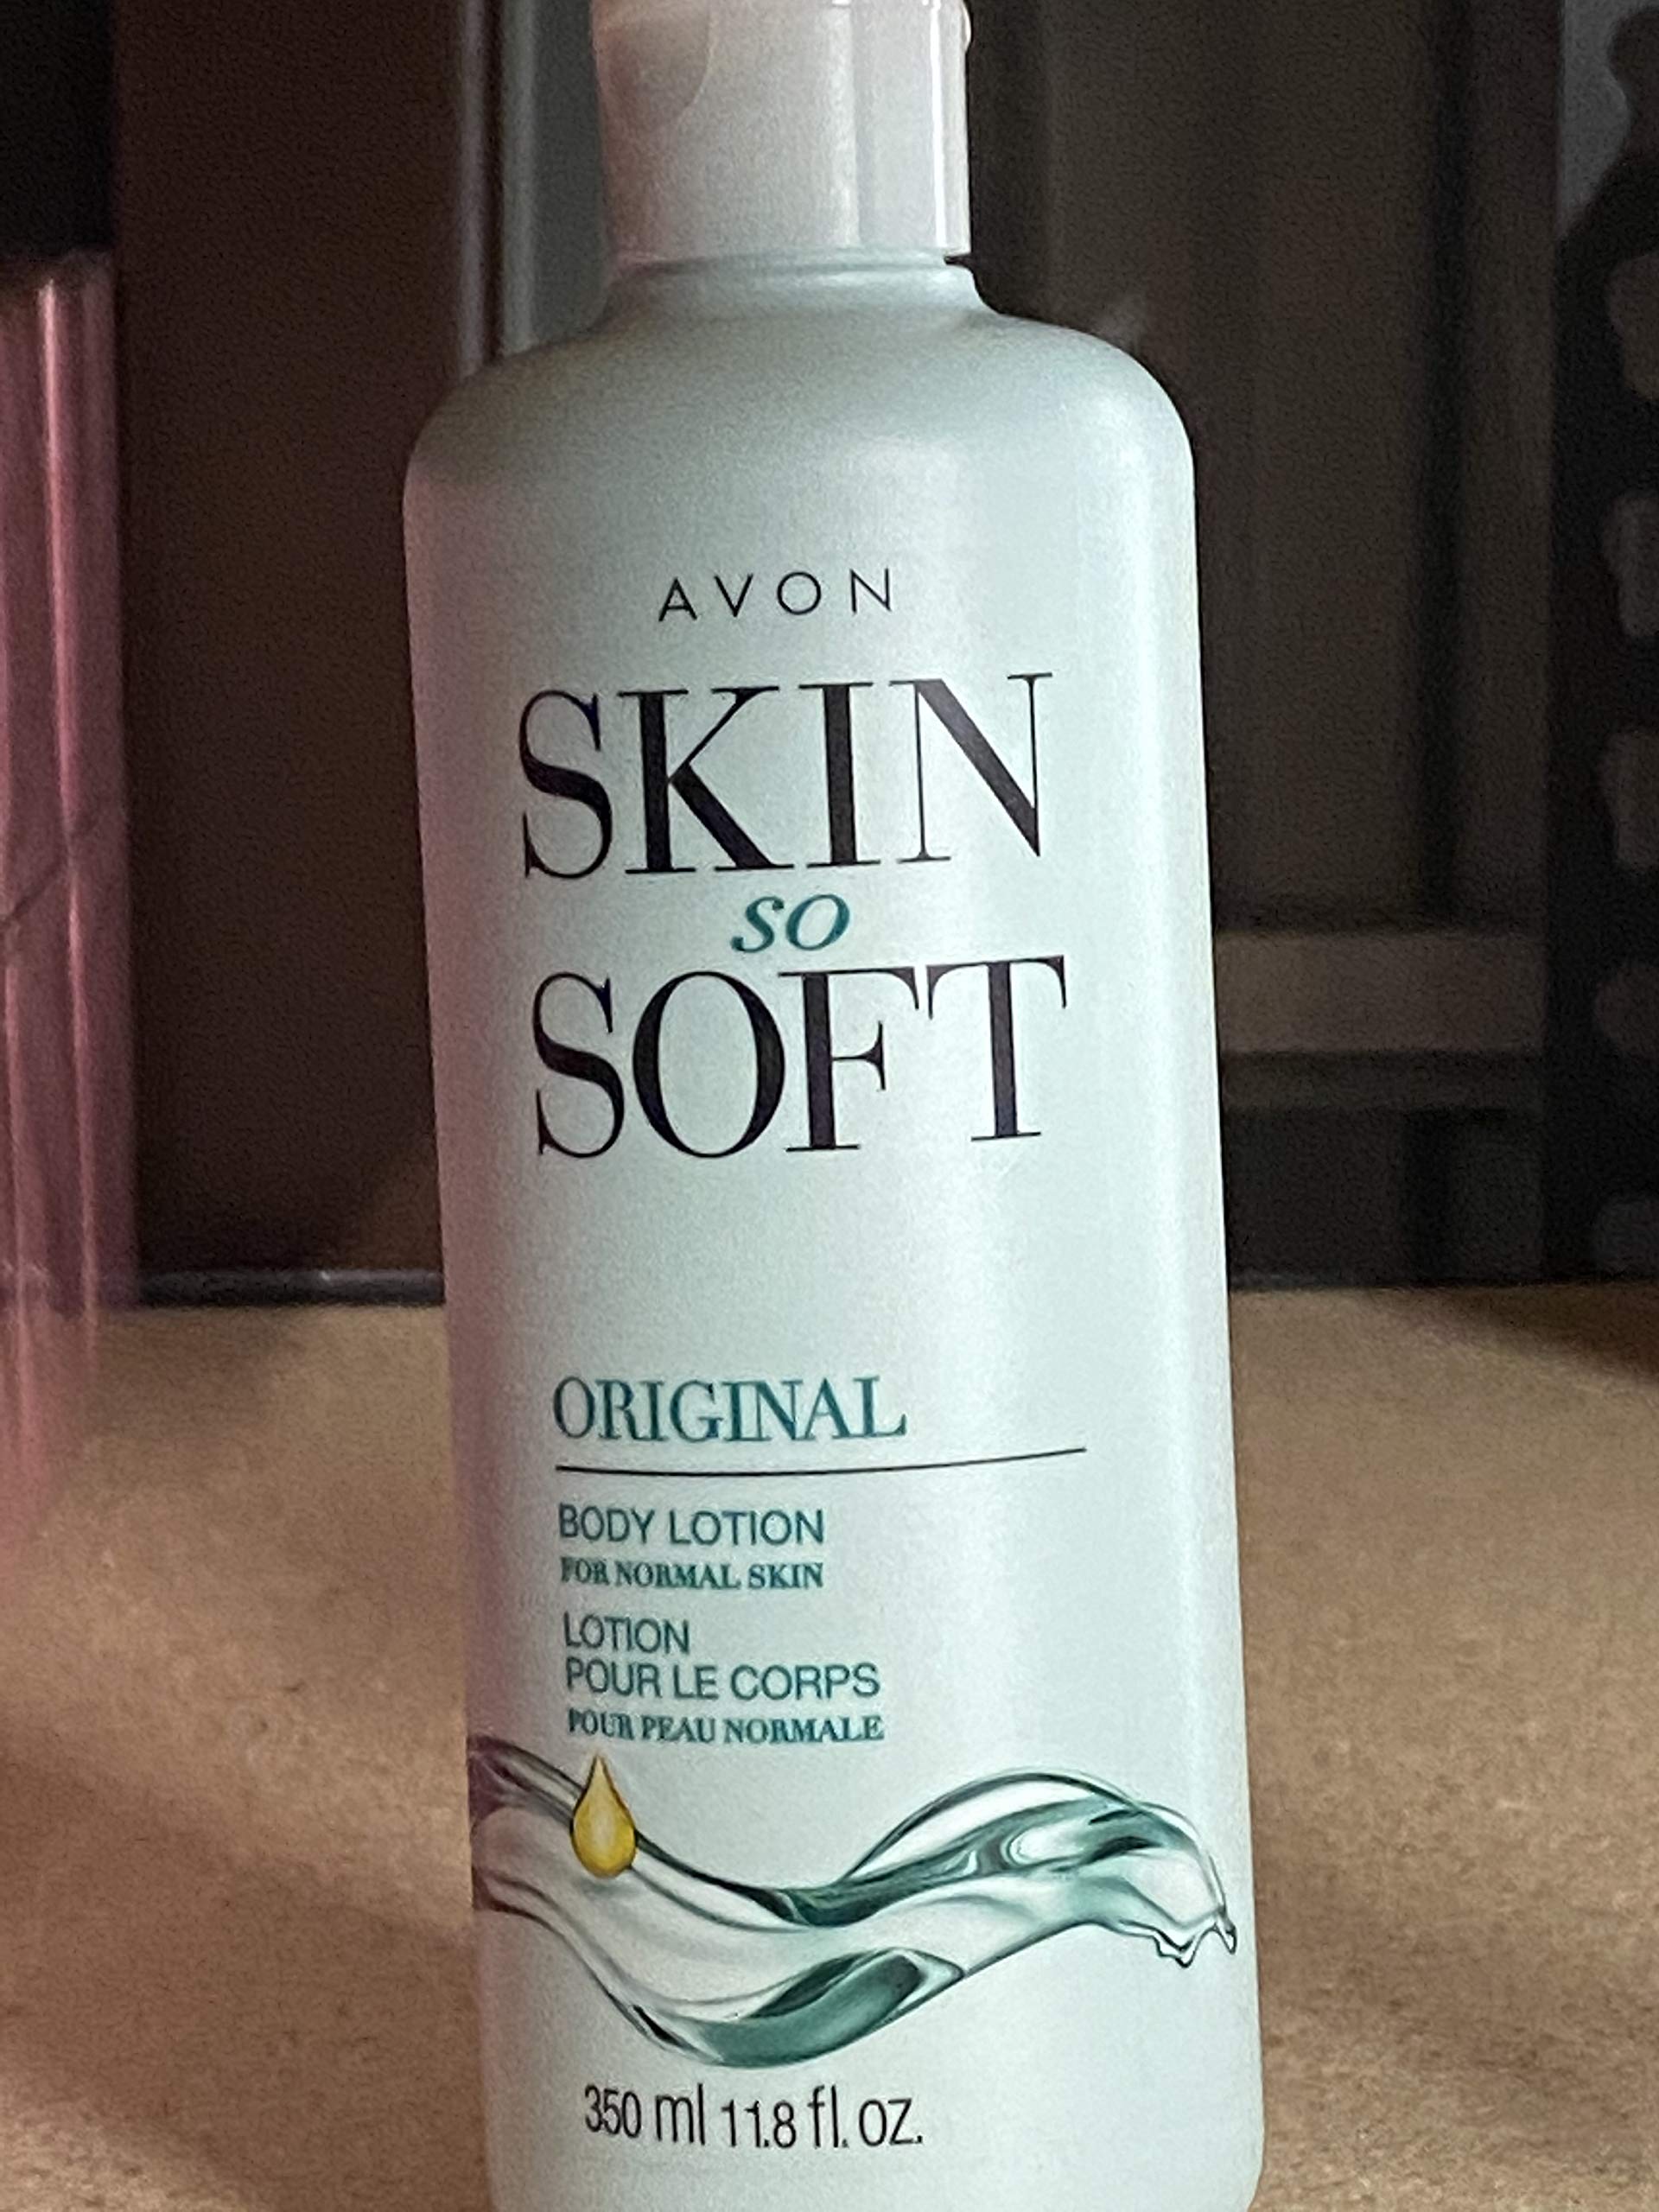 AVON
SKIN
so
SOFT
ORIGINAL
BODY LOTION
FOR NORMAL SKIN
LOTION
POUR LE CORPS
POUR PEAU NORMALE
350 ml 11.8 fl. oz.